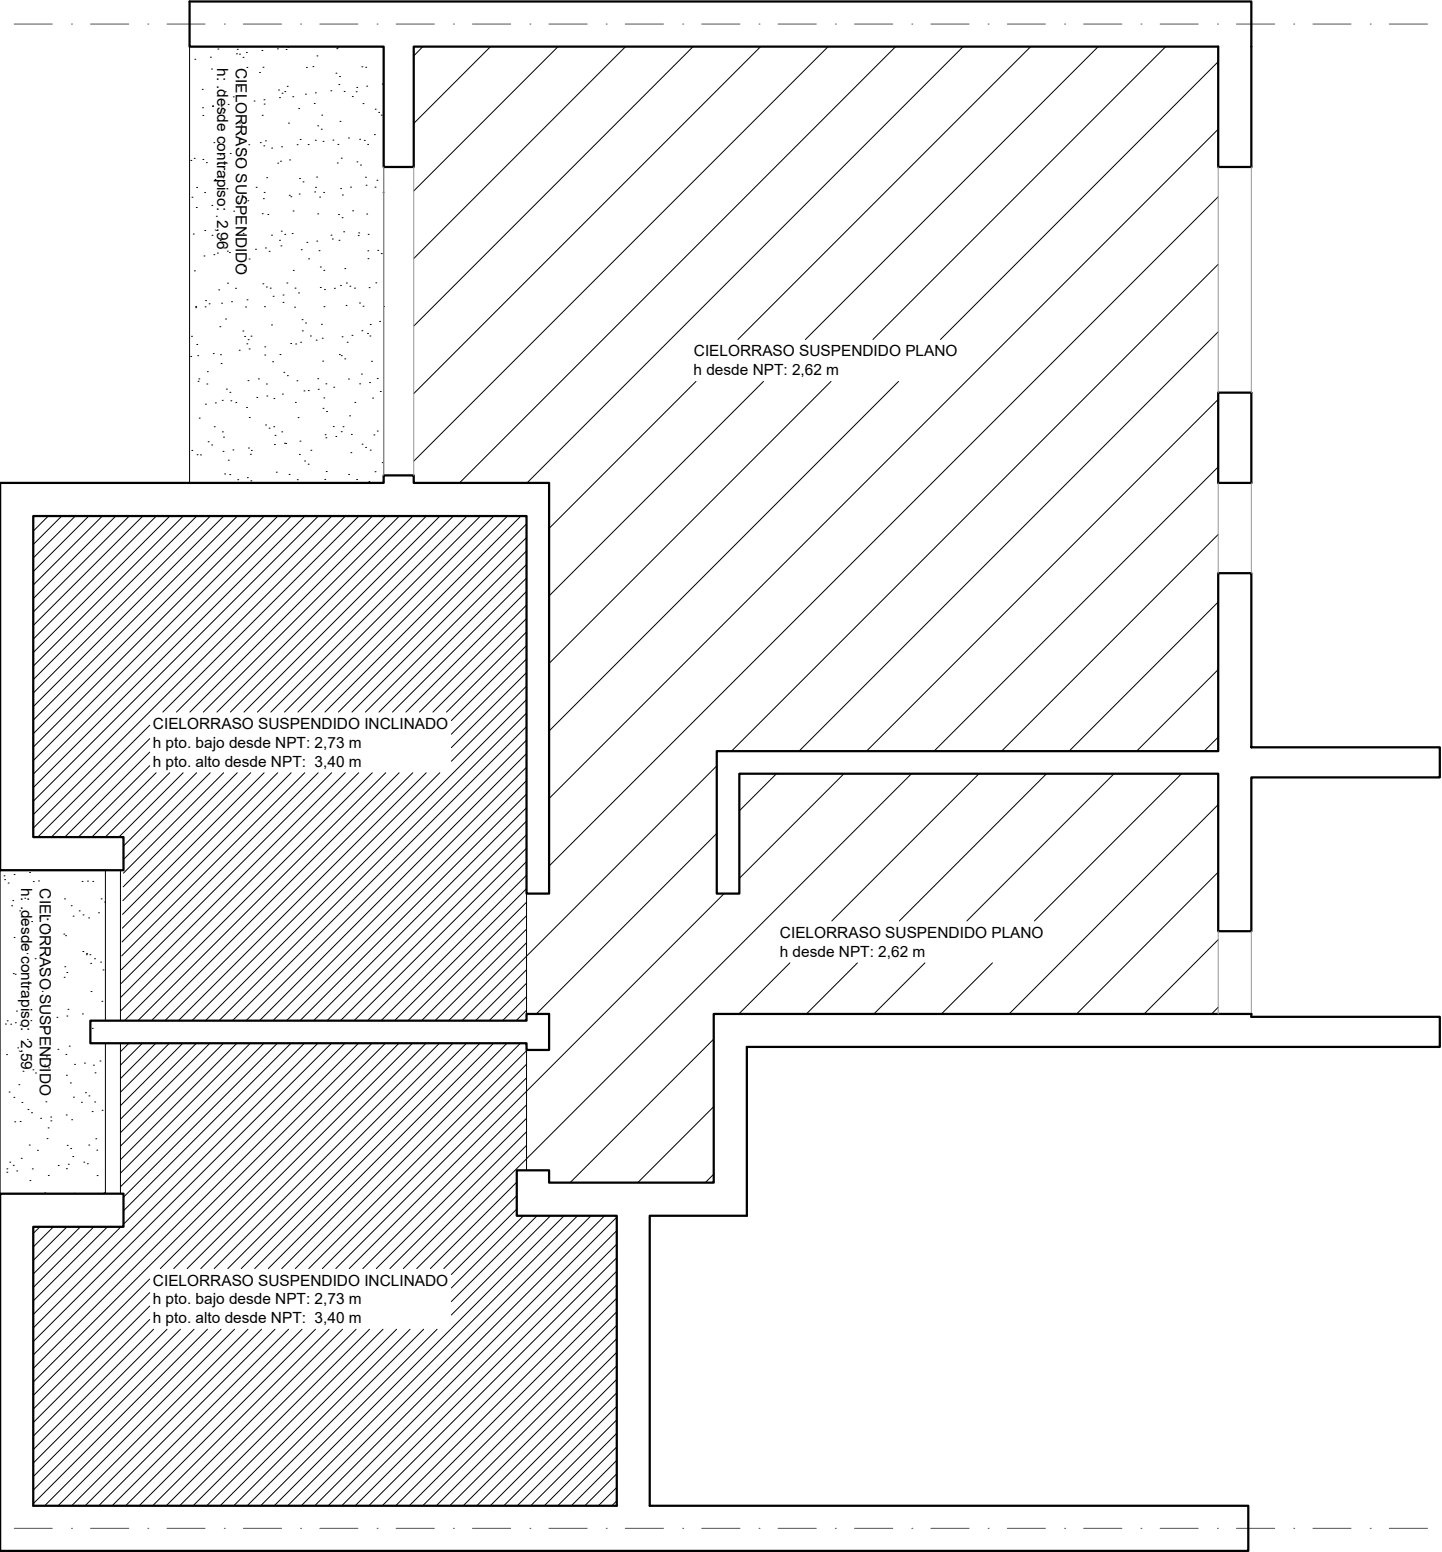 CIELORRASO SUSPENDIDO
h: desde contrapiso: 2,96
CIELORRASO SUSPENDIDO PLANO
h desde NPT: 2,62 m
CIELORRASO SUSPENDIDO INCLINADO
h pto. bajo desde NPT: 2,73 m
h pto. alto desde NPT: 3,40 m
CIELORRASO SUSPENDIDO
h: desde contrapiso: 2,59
CIELORRASO SUSPENDIDO PLANO
h desde NPT: 2,62 m
CIELORRASO SUSPENDIDO INCLINADO
h pto. bajo desde NPT: 2,73 m
h pto. alto desde NPT: 3,40 m